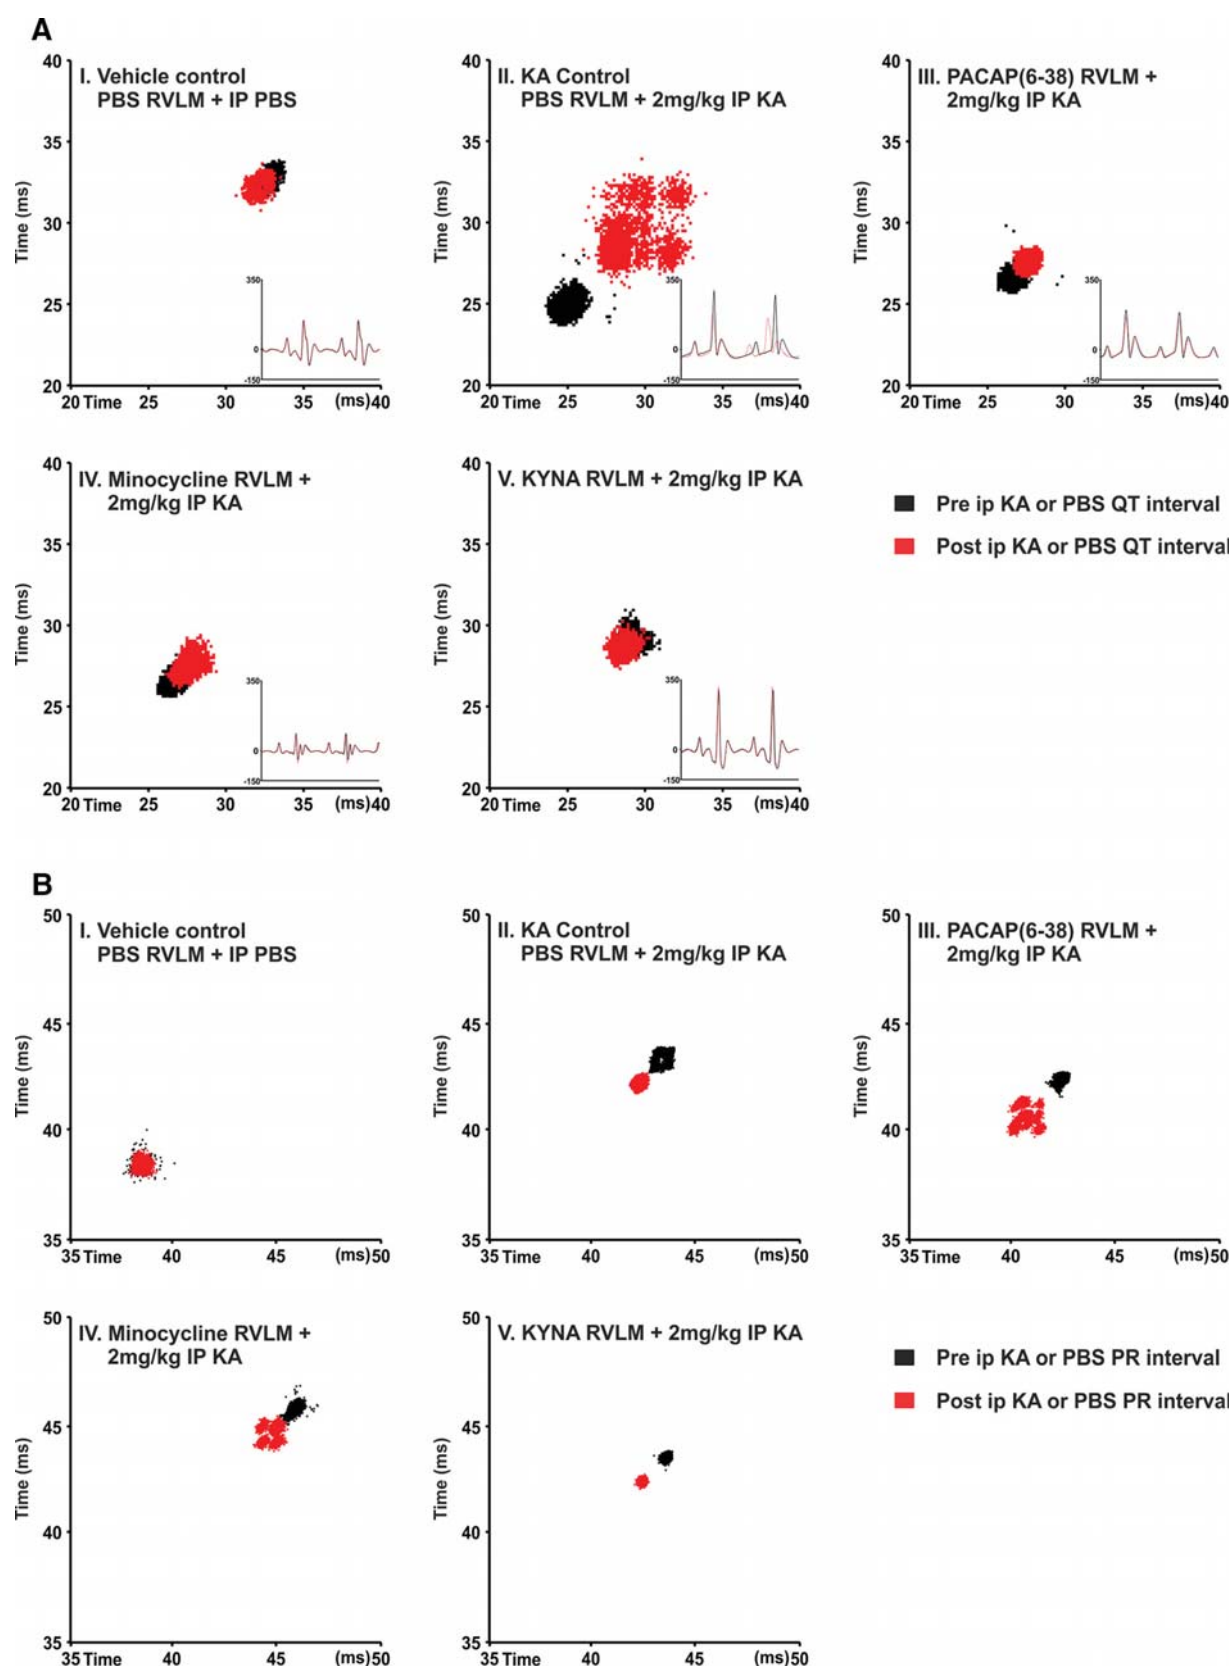 A
I. Vehicle control
PBS RVLM + IP PBS
40
35
30
25
20
Time (ms)
350
0
-150
20 Time 25 30 35 (ms) 40
II. KA Control
PBS RVLM + 2mg/kg IP KA
40
35
30
25
20
Time (ms)
350
0
-150
20 Time 25 30 35 (ms) 40
III. PACAP(6-38) RVLM +
2mg/kg IP KA
40
35
30
25
20
Time (ms)
350
0
-150
20 Time 25 30 35 (ms) 40
IV. Minocycline RVLM +
2mg/kg IP KA
40
35
30
25
20
Time (ms)
350
0
-150
20 Time 25 30 35 (ms) 40
V. KYNA RVLM + 2mg/kg IP KA
40
35
30
25
20
Time (ms)
350
0
-150
20 Time 25 30 35 (ms) 40
Pre ip KA or PBS QT interval
Post ip KA or PBS QT interval
B
I. Vehicle control
PBS RVLM + IP PBS
50
45
40
35
Time (ms)
35 Time 40 45 (ms) 50
II. KA Control
PBS RVLM + 2mg/kg IP KA
50
45
40
35
Time (ms)
35 Time 40 45 (ms) 50
III. PACAP(6-38) RVLM +
2mg/kg IP KA
50
45
40
35
Time (ms)
35 Time 40 45 (ms) 50
IV. Minocycline RVLM +
2mg/kg IP KA
50
45
40
35
Time (ms)
35 Time 40 45 (ms) 50
V. KYNA RVLM + 2mg/kg IP KA
50
45
40
35
Time (ms)
35 Time 40 45 (ms) 50
Pre ip KA or PBS PR interval
Post ip KA or PBS PR interval